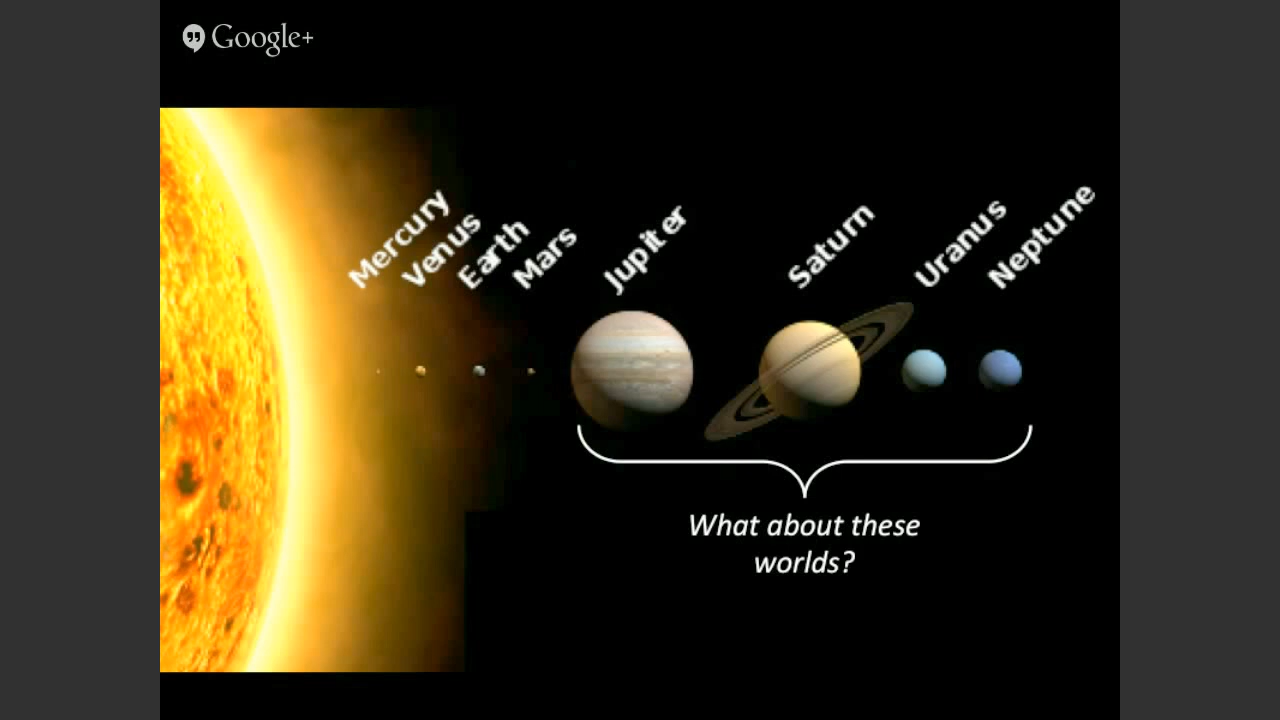 Google+
Mercury
Venus
Earth
Mars
Jupiter
Saturn
Uranus
Neptune
What about these
worlds?